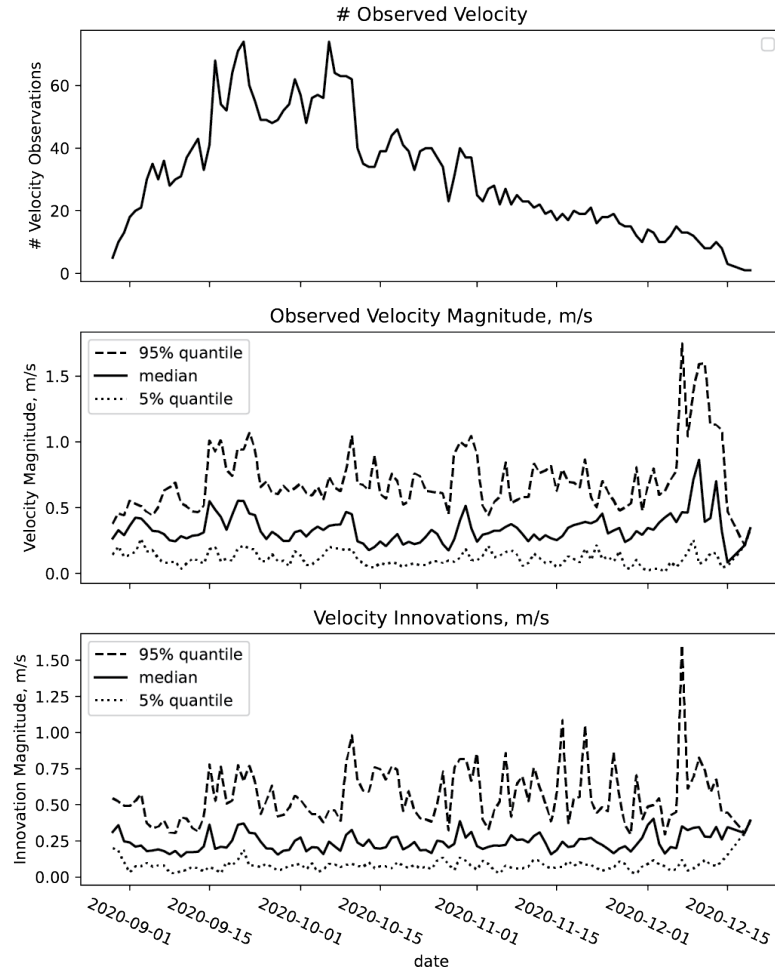 # Observed Velocity
# Velocity Observations
60
40
20
0
Observed Velocity Magnitude, m/s
Velocity Magnitude, m/s
1.5
1.0
0.5
0.0
95% quantile
median
5% quantile
Velocity Innovations, m/s
Innovation Magnitude, m/s
1.50
1.25
1.00
0.75
0.50
0.25
0.00
95% quantile
median
5% quantile
2020-09-01
2020-09-15
2020-10-01
2020-10-15
2020-11-01
2020-11-15
2020-12-01
2020-12-15
date